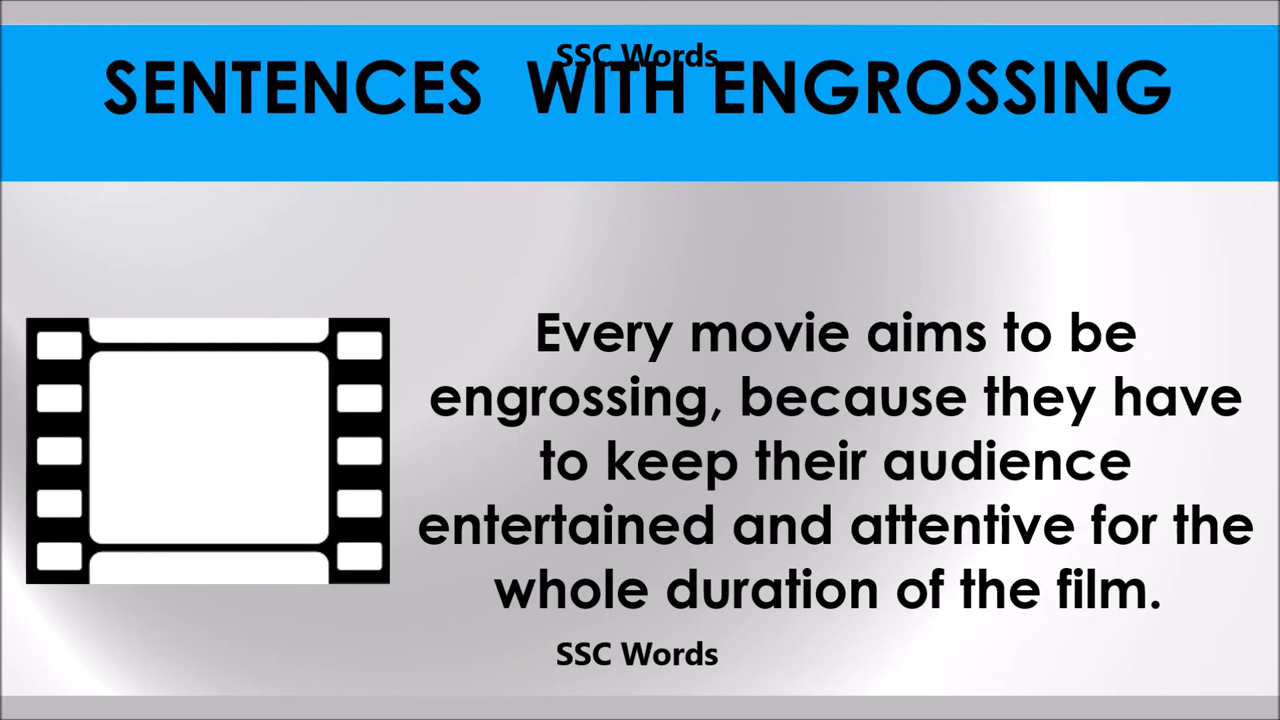 SSC Words
SENTENCES WITH ENGROSSING
Every movie aims to be
engrossing, because they have
to keep their audience
entertained and attentive for the
whole duration of the film.
SSC Words